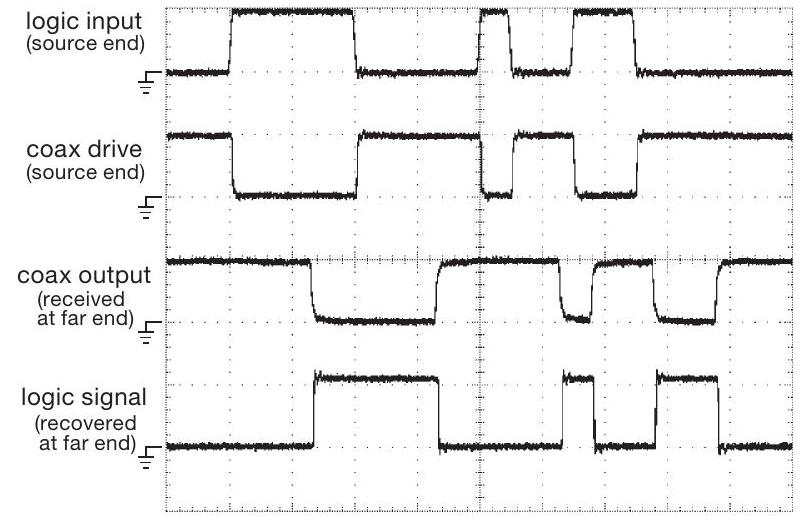 logic input
(source end)
coax drive
(source end)
coax output
(received
at far end)
logic signal
(recovered
at far end)